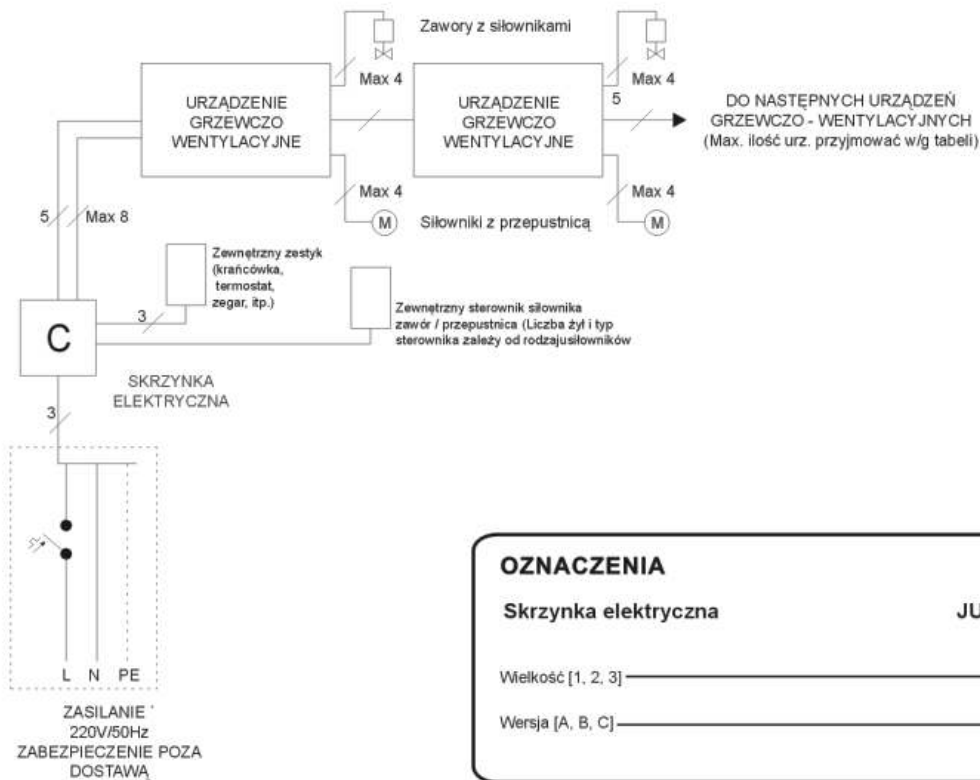 Zawory z siłownikami
Max 4
Max 4
5
URZĄDZENIE
GRZEWCZO
WENTYLACYJNE
URZĄDZENIE
GRZEWCZO
WENTYLACYJNE
DO NASTĘPNYCH URZĄDZEŃ
GRZEWCZO - WENTYLACYJNYCH
(Max. ilość urz. przyjmować w/g tabeli)
Max 4
Max 4
5
Max 8
M
Siłowniki z przepustnicą
M
Zewnętrzny zestyk
(krańcówka,
termostat,
zegar, itp.)
3
Zewnętrzny sterownik siłownika
zawór / przepustnica (Liczba żył i typ
sterownika zależy od rodzajusiłowników
C
SKRZYNKA
ELEKTRYCZNA
3
L N PE
ZASILANIE '
220V/50Hz
ZABEZPIECZENIE POZA
DOSTAWĄ
OZNACZENIA
Skrzynka elektryczna JU
Wielkość [1, 2, 3]
Wersja [A, B, C]